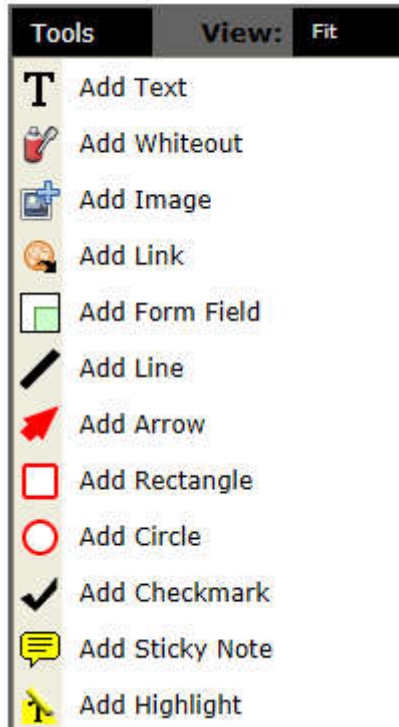 Tools View: Fit
Add Text
Add Whiteout
Add Image
Add Link
Add Form Field
Add Line
Add Arrow
Add Rectangle
Add Circle
Add Checkmark
Add Sticky Note
Add Highlight